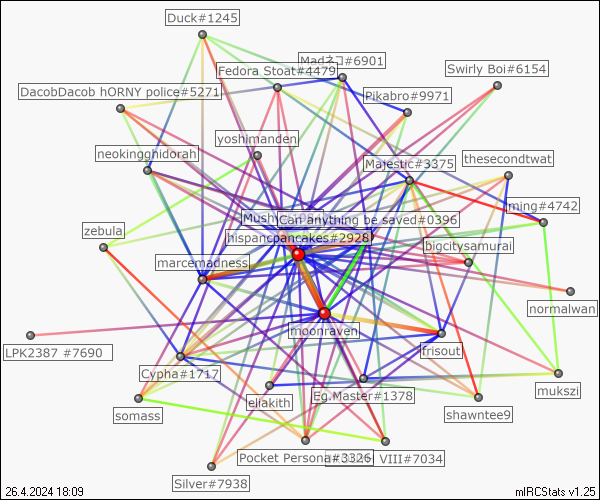 Duck#1245
Madネコ#6901
Fedora Stoat#4479
Swirly Boi#6154
DacobDacob hORNY police#5271
Pikabro#9971
yoshimanden
neokingghidorah
Majestic#3375
thesecondtwat
ming#4742
Can anything be saved#0396
zebula
hispancpancakes#2928
bigcitysamurai
marcemadness
normalwan
moonraven
LPK2387 #7690
frisout
Cypha#1717
mukszi
eliakith
Eg.Master#1378
somass
shawntee9
Pocket Persona#3326
VIII#7034
Silver#7938
26.4.2024 18:09
mIRCStats v1.25